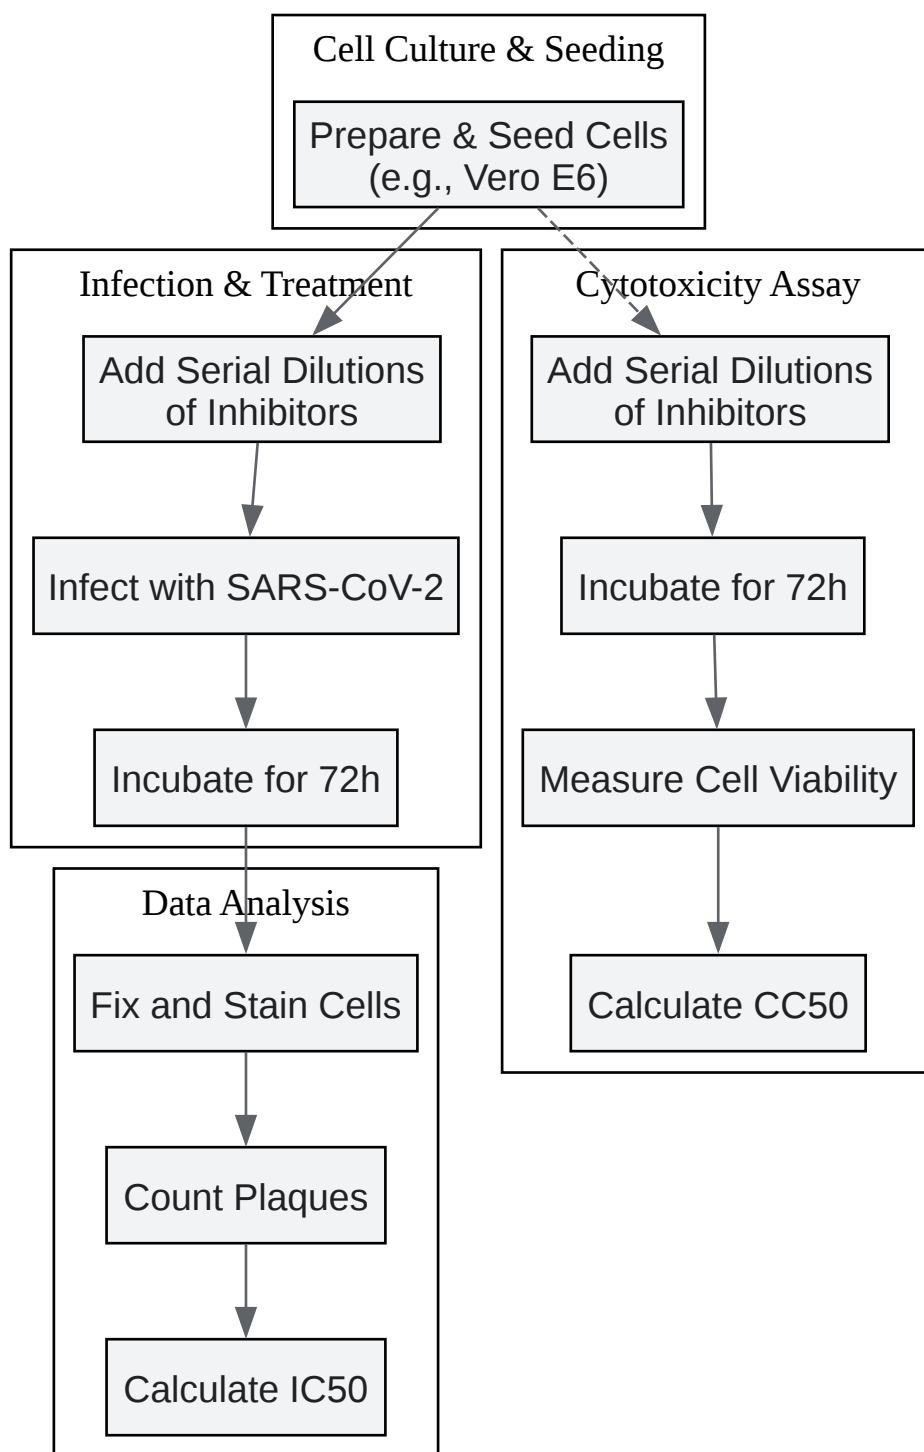 Cell Culture & Seeding
Prepare & Seed Cells
(e.g., Vero E6)
Infection & Treatment
Add Serial Dilutions
of Inhibitors
Infect with SARS-CoV-2
Incubate for 72h
Data Analysis
Fix and Stain Cells
Count Plaques
Calculate IC50
Cytotoxicity Assay
Add Serial Dilutions
of Inhibitors
Incubate for 72h
Measure Cell Viability
Calculate CC50